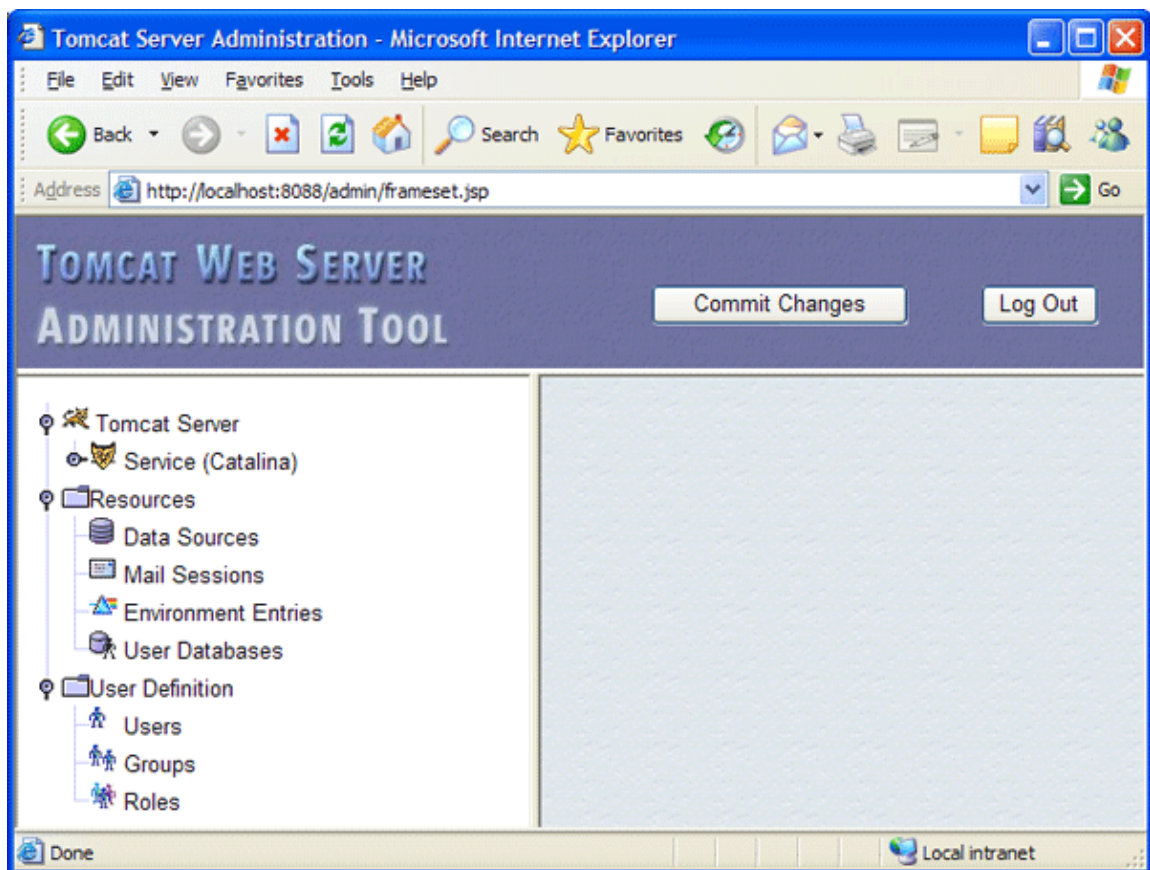 Tomcat Server Administration - Microsoft Internet Explorer
File Edit View Favorites Tools Help
Back Search Favorites
Address http://localhost:8088/admin/frameset.jsp Go
TOMCAT WEB SERVER
ADMINISTRATION TOOL
Commit Changes Log Out
Tomcat Server
Service (Catalina)
Resources
Data Sources
Mail Sessions
Environment Entries
User Databases
User Definition
Users
Groups
Roles
Done Local intranet